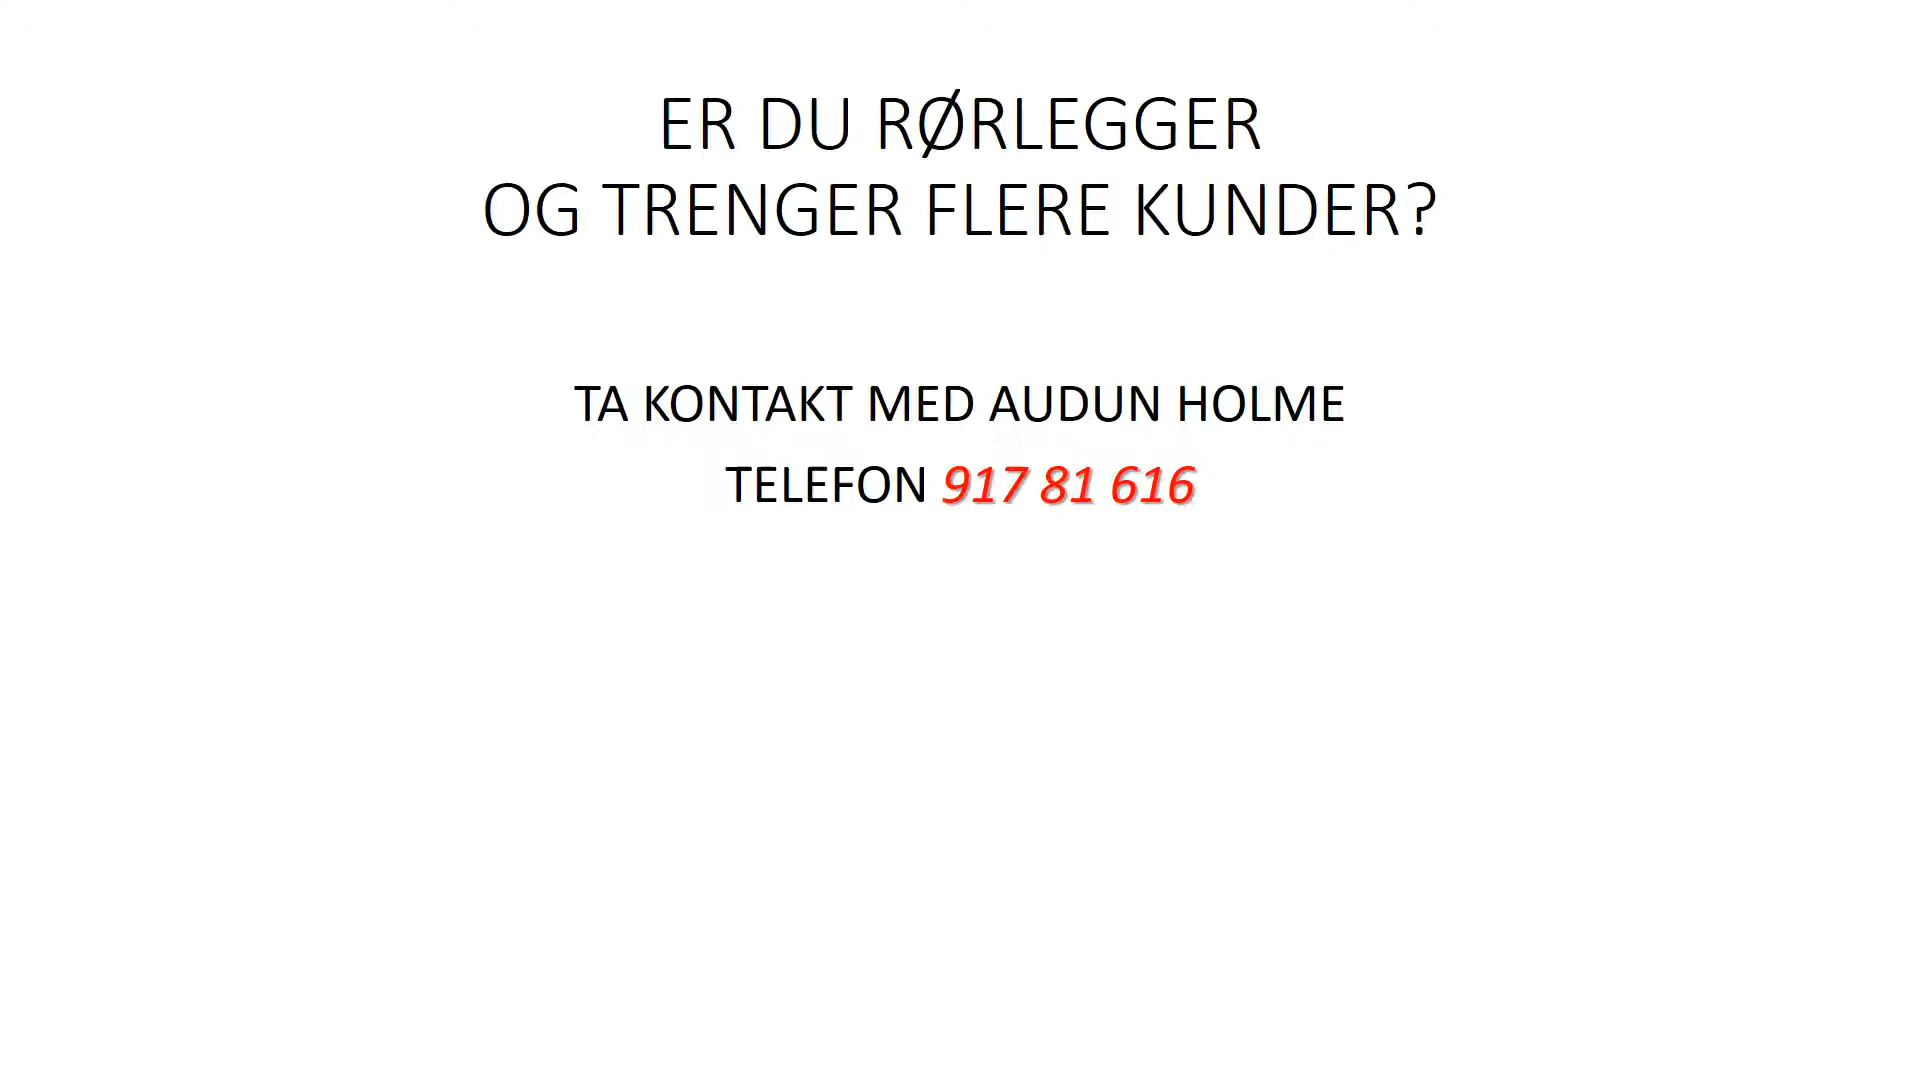 ER DU RØRLEGGER
OG TRENGER FLERE KUNDER?
TA KONTAKT MED AUDUN HOLME
TELEFON 917 81 616